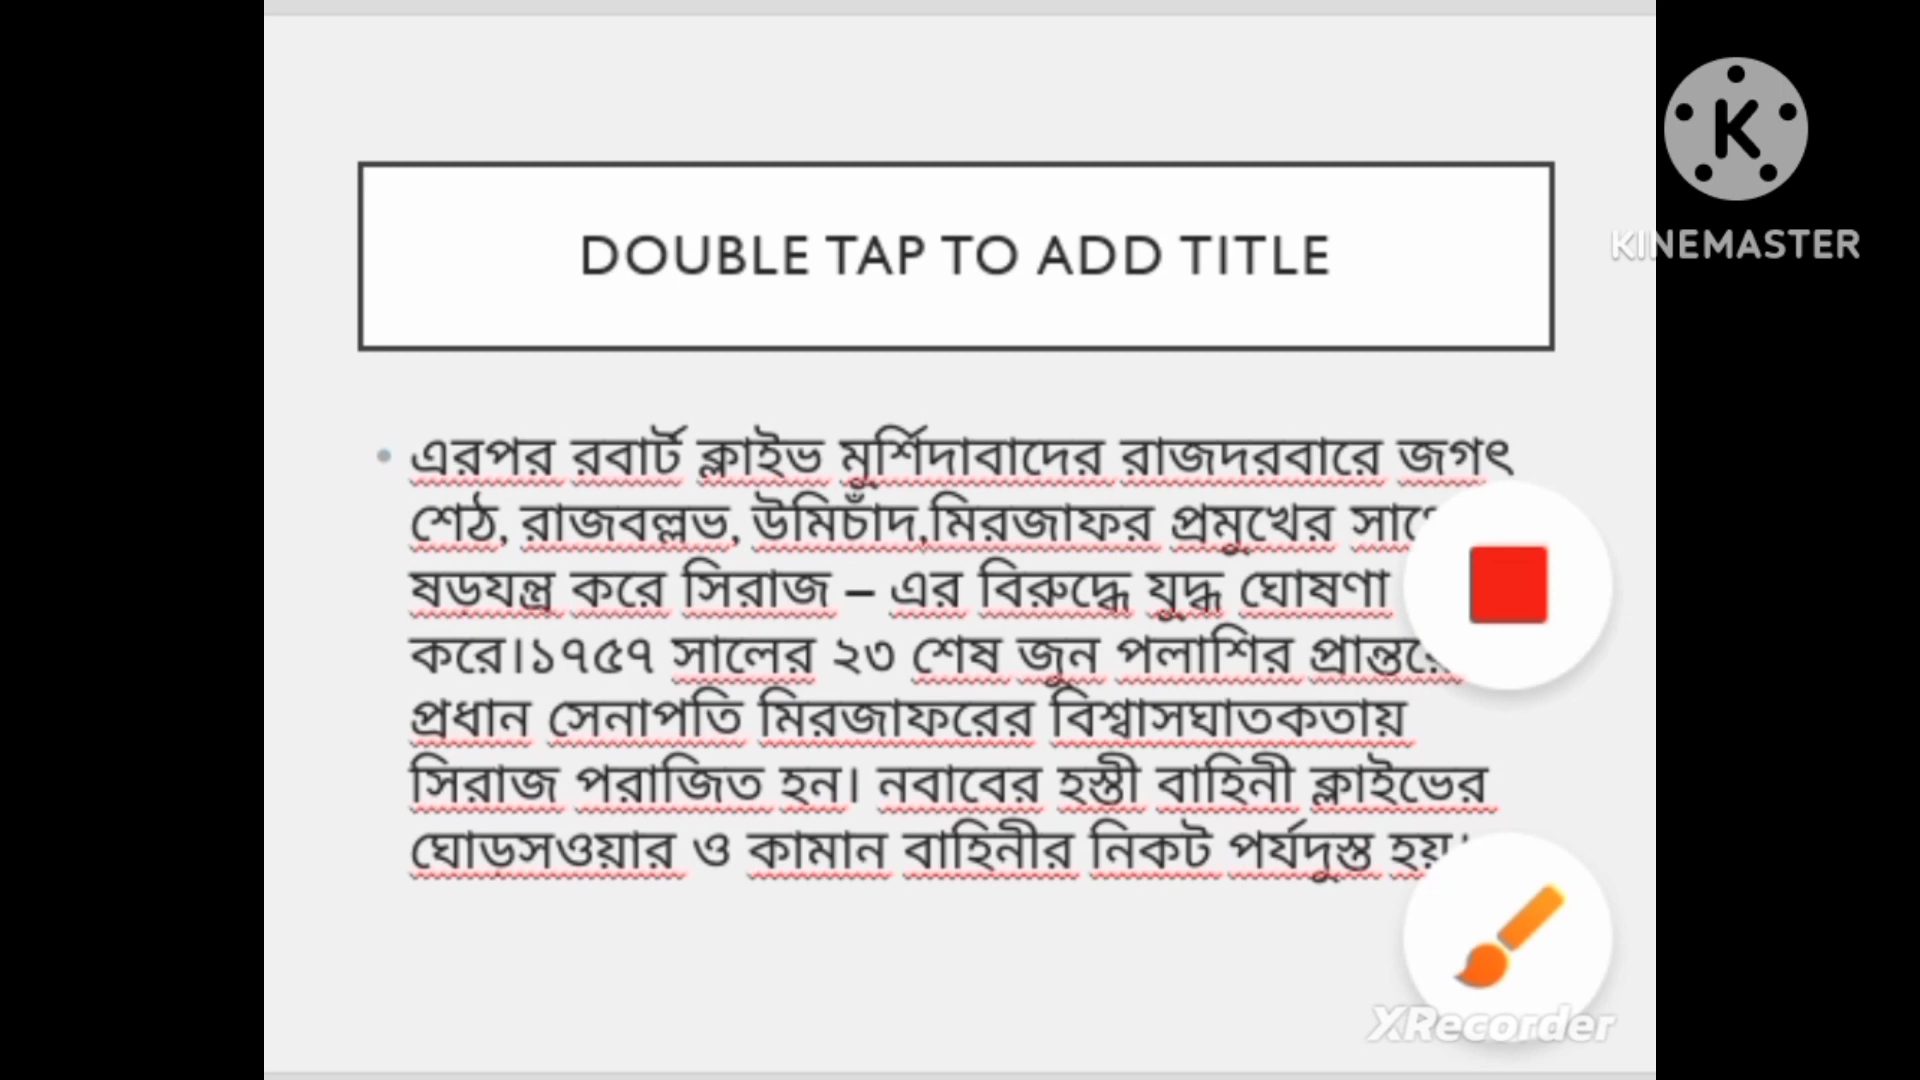 DOUBLE TAP TO ADD TITLE
KINEMASTER
• এরপর রবার্ট ক্লাইভ মুর্শিদাবাদের রাজদরবারে জগৎ
শেঠ, রাজবল্লভ, উমিচাঁদ,মিরজাফর প্রমুখের
ষড়যন্ত্র করে সিরাজ – এর বিরুদ্ধে যুদ্ধ ঘোষণা
করে।১৭৫৭ সালের ২৩ শেষ জুন পলাশির প্রান্তরে
প্রধান সেনাপতি মিরজাফরের বিশ্বাসঘাতকতায়
সিরাজ পরাজিত হন। নবাবের হস্তী বাহিনী ক্লাইভের
ঘোড়সওয়ার ও কামান বাহিনীর নিকট পর্যদুস্ত হয়।
XRecorder